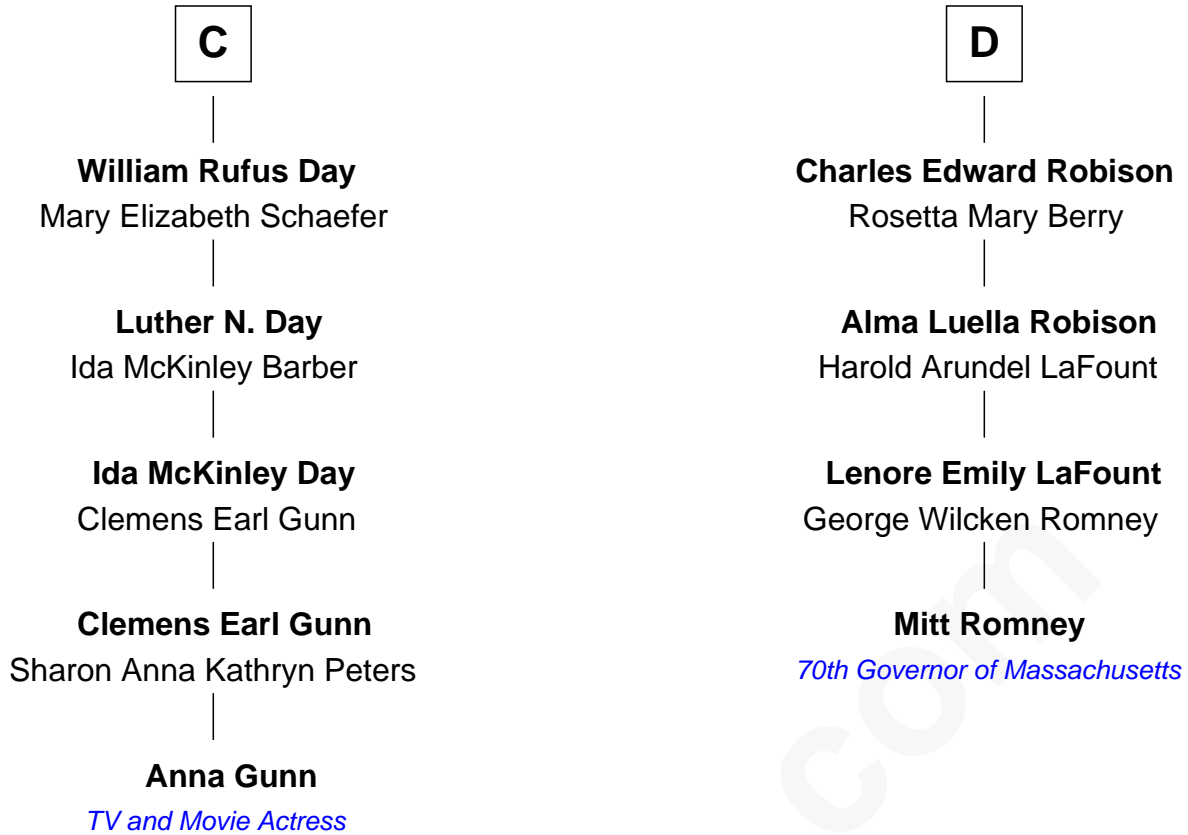 C
William Rufus Day
Mary Elizabeth Schaefer
Luther N. Day
Ida McKinley Barber
Ida McKinley Day
Clemens Earl Gunn
Clemens Earl Gunn
Sharon Anna Kathryn Peters
Anna Gunn
TV and Movie Actress
D
Charles Edward Robison
Rosetta Mary Berry
Alma Luella Robison
Harold Arundel LaFount
Lenore Emily LaFount
George Wilcken Romney
Mitt Romney
70th Governor of Massachusetts
com